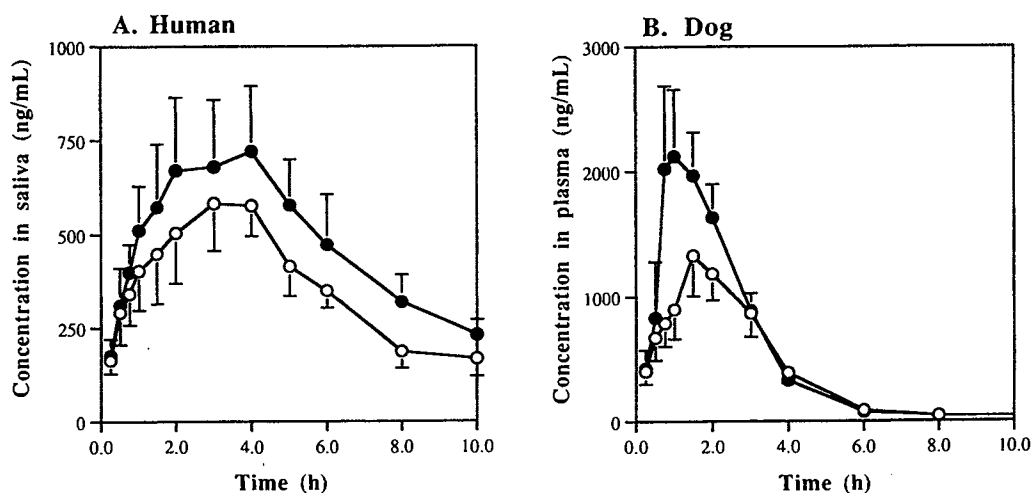 A. Human
Concentration in saliva (ng/mL)
1000
750
500
250
0
0.0 2.0 4.0 6.0 8.0 10.0
Time (h)
B. Dog
Concentration in plasma (ng/mL)
3000
2000
1000
0
0.0 2.0 4.0 6.0 8.0 10.0
Time (h)